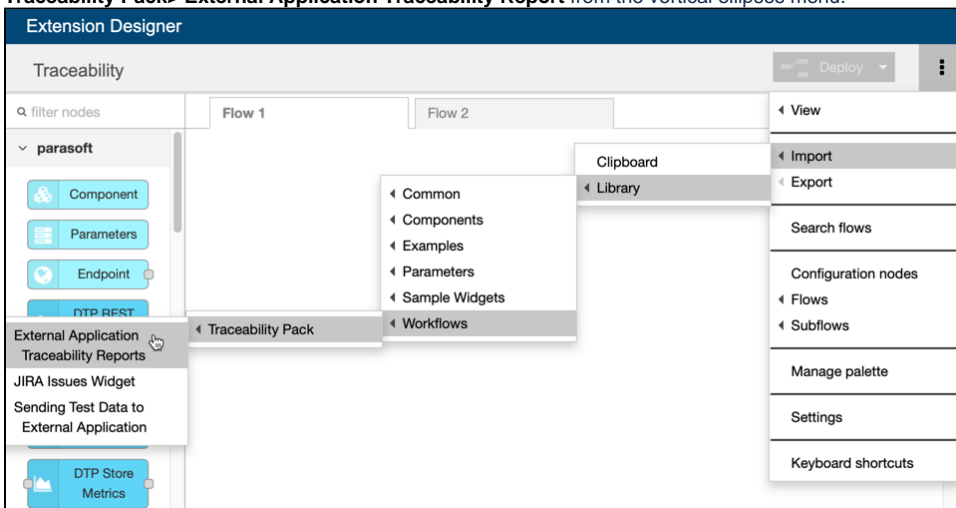 Traceability Pack> External Application Traceability Report from the vertical ellipses menu.
Extension Designer
Traceability
Deploy
filter nodes
Flow 1
Flow 2
View
parasoft
Clipboard
Import
Library
Export
Component
Common
Components
Search flows
Parameters
Examples
Parameters
Configuration nodes
Endpoint
Sample Widgets
Flows
DTP REST
Workflows
Subflows
Traceability Pack
External Application
Traceability Reports
Manage palette
JIRA Issues Widget
Sending Test Data to
External Application
Settings
Keyboard shortcuts
DTP Store
Metrics